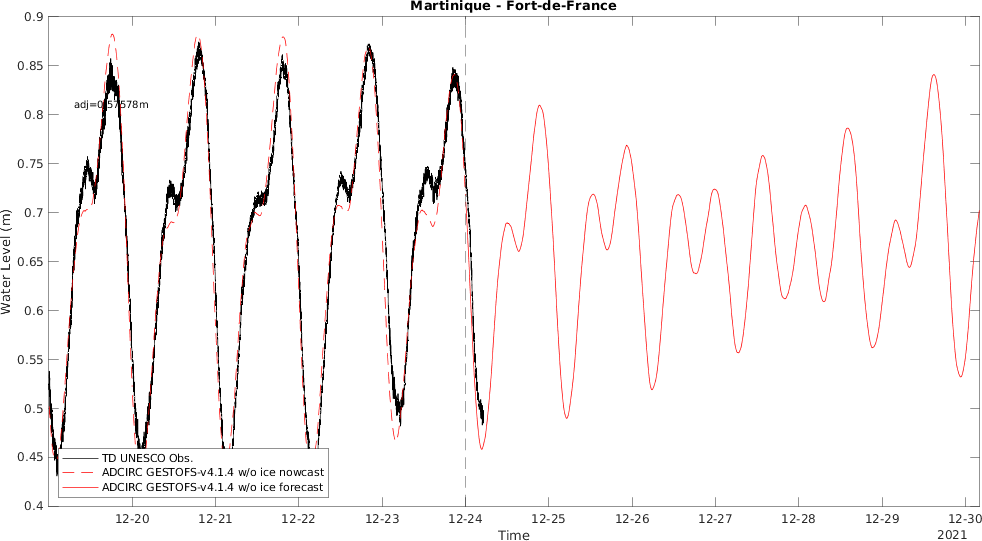 Martinique - Fort-de-France
0.9
0.85
adj=0.57578m
0.8
0.75
0.7
0.65
Water Level (m)
0.6
0.55
0.5
0.45
0.4
TD UNESCO Obs.
ADCIRC GESTOFS-v4.1.4 w/o ice nowcast
ADCIRC GESTOFS-v4.1.4 w/o ice forecast
12-20 12-21 12-22 12-23 12-24 12-25 12-26 12-27 12-28 12-29 12-30
Time
2021